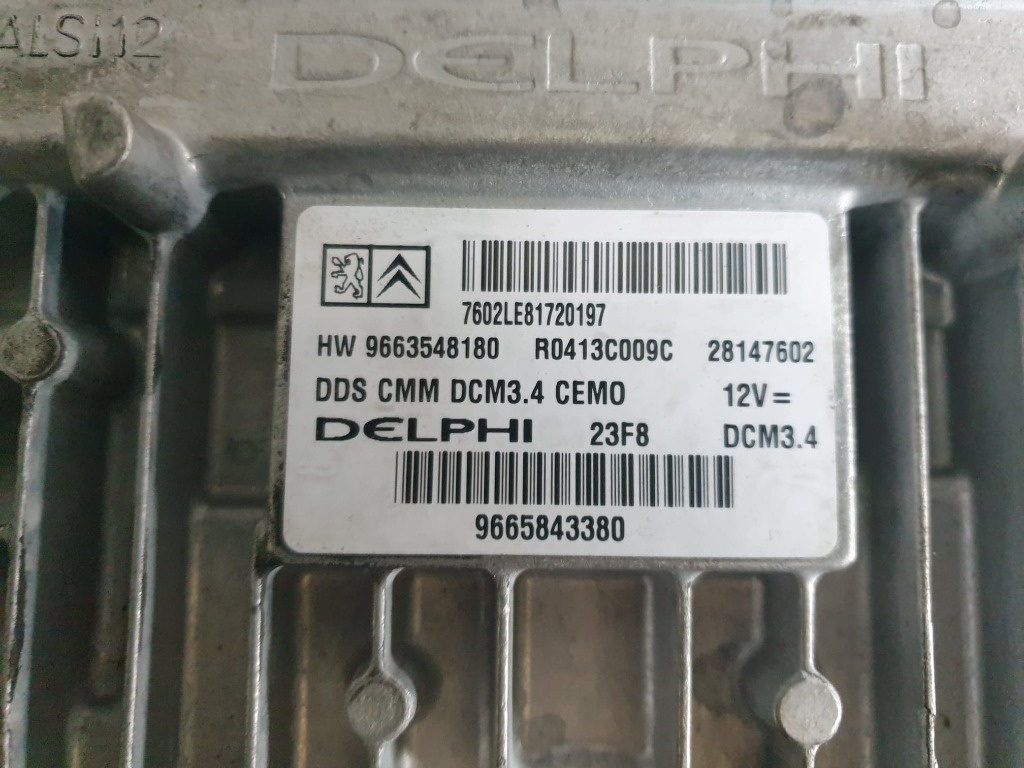 ALSi12
DELPHI
7602LE81720197
HW 9663548180 R0413C009C 28147602
DDS CMM DCM3.4 CEMO 12V =
DELPHI 23F8 DCM3.4
9665843380